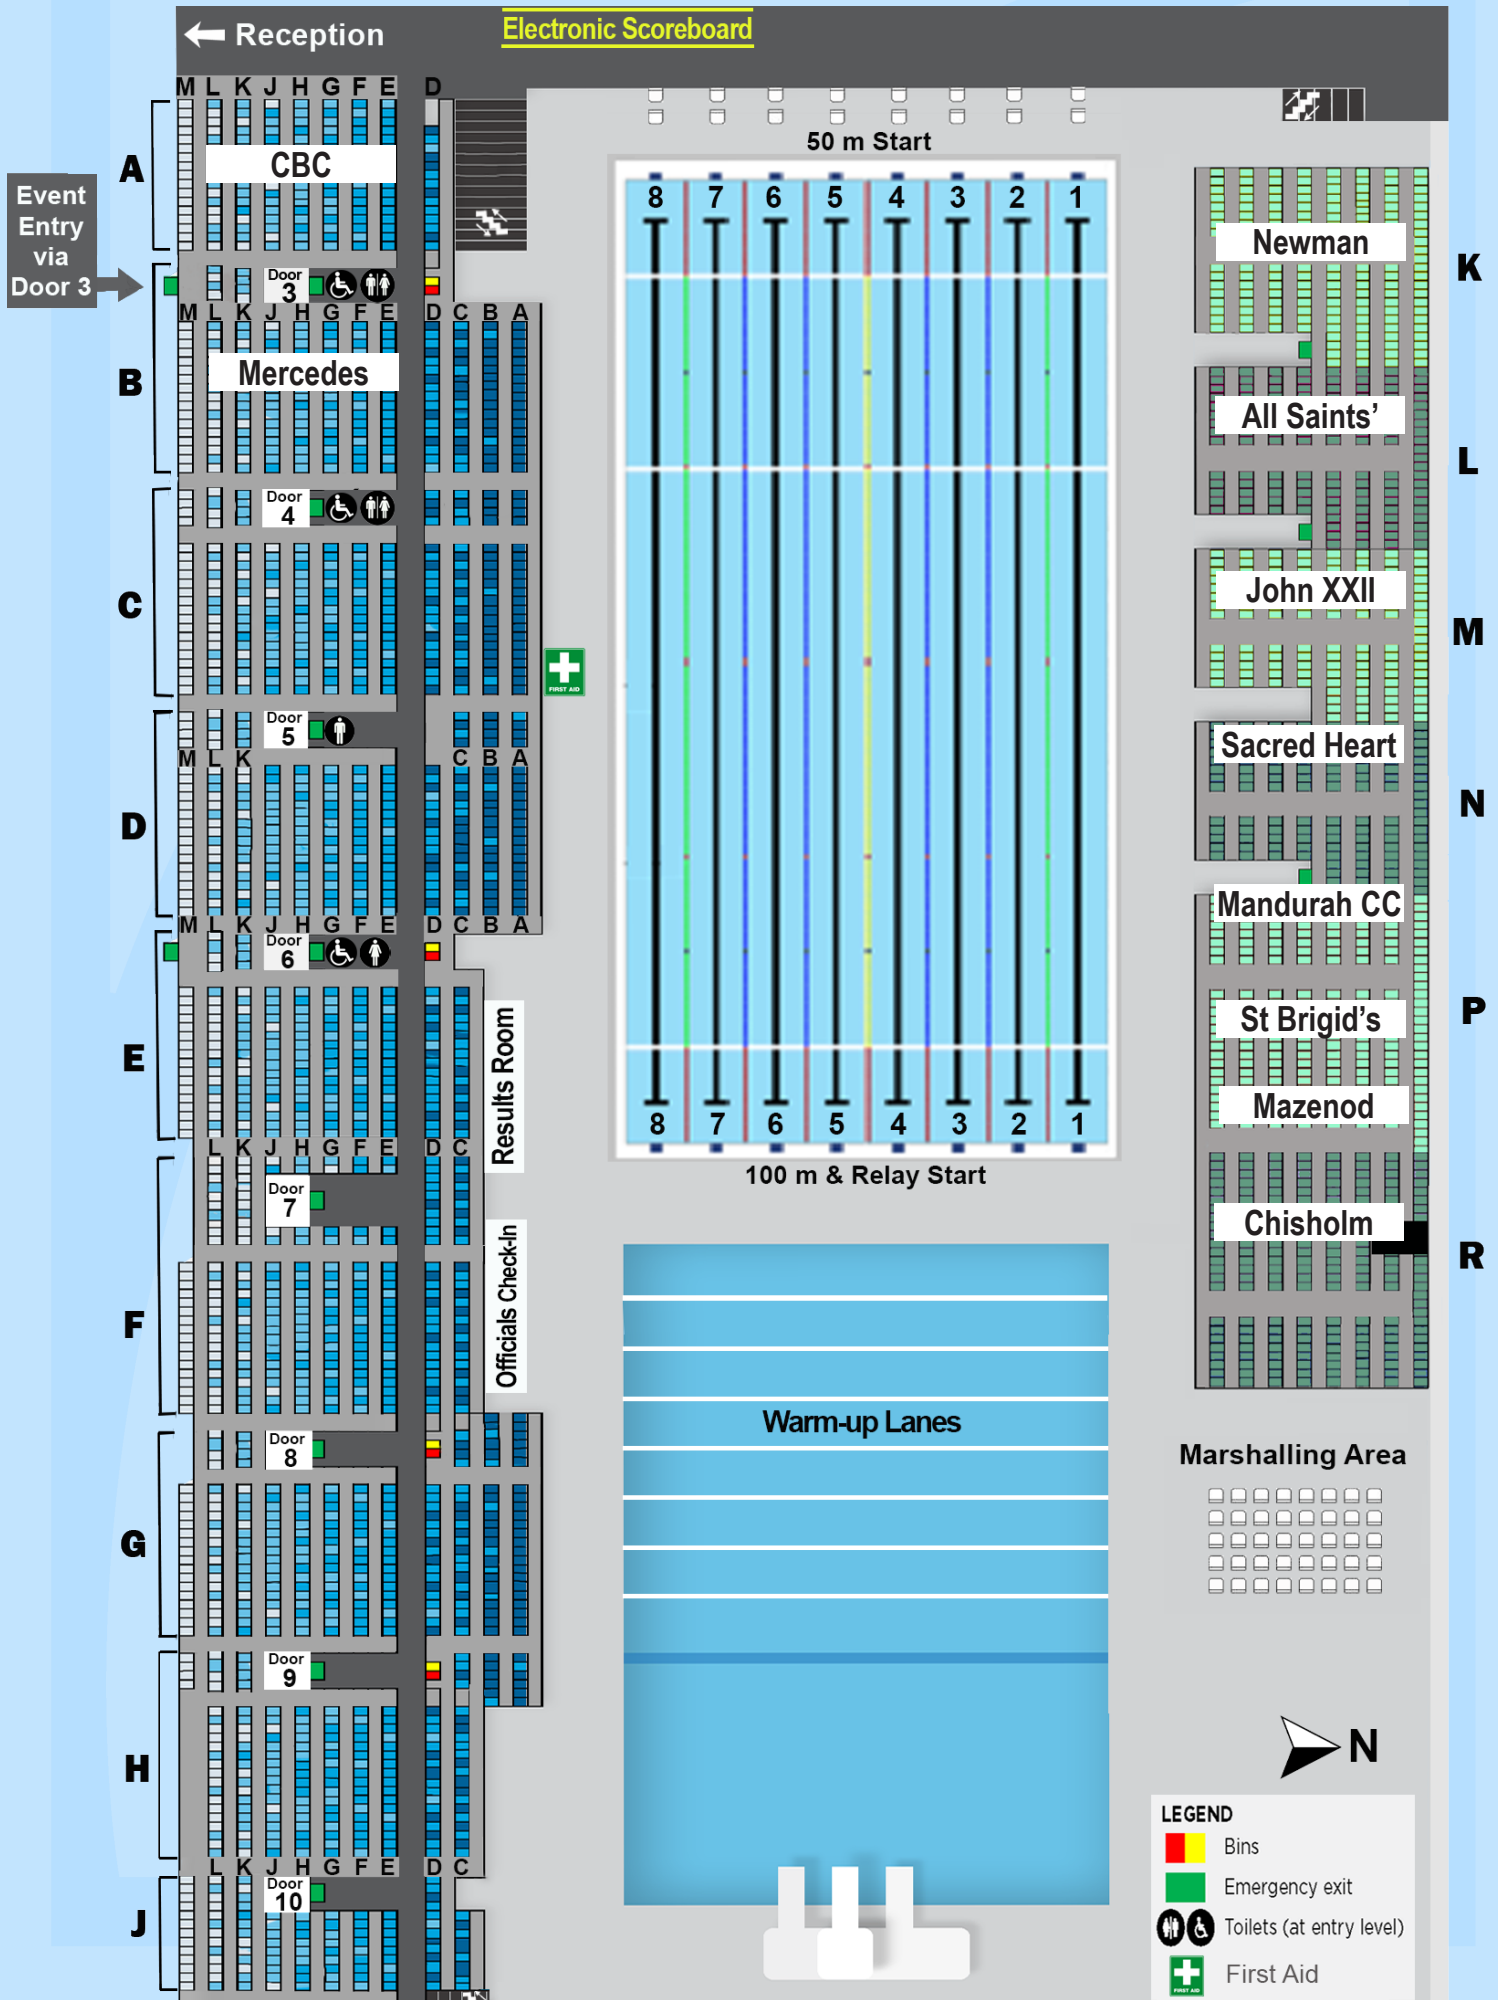 Reception
Electronic Scoreboard
M L K J H G F E D
50 m Start
A
CBC
Event
Entry
via
Door 3
Door
3
M L K J H G F E D C B A
B
Mercedes
Door
4
C
FIRST AID
Door
5
M L K C B A
D
M L K J H G F E D C B A
Door
6
E
Results Room
L K J H G F E D C
Door
7
Officials Check-In
F
Door
8
G
Door
9
H
L K J H G F E D C
Door
10
J
8 7 6 5 4 3 2 1
8 7 6 5 4 3 2 1
100 m & Relay Start
Warm-up Lanes
Newman
K
All Saints’
L
John XXII
M
Sacred Heart
N
Mandurah CC
St Brigid’s
P
Mazenod
Chisholm
R
Marshalling Area
N
LEGEND
Bins
Emergency exit
Toilets (at entry level)
First Aid
FIRST AID